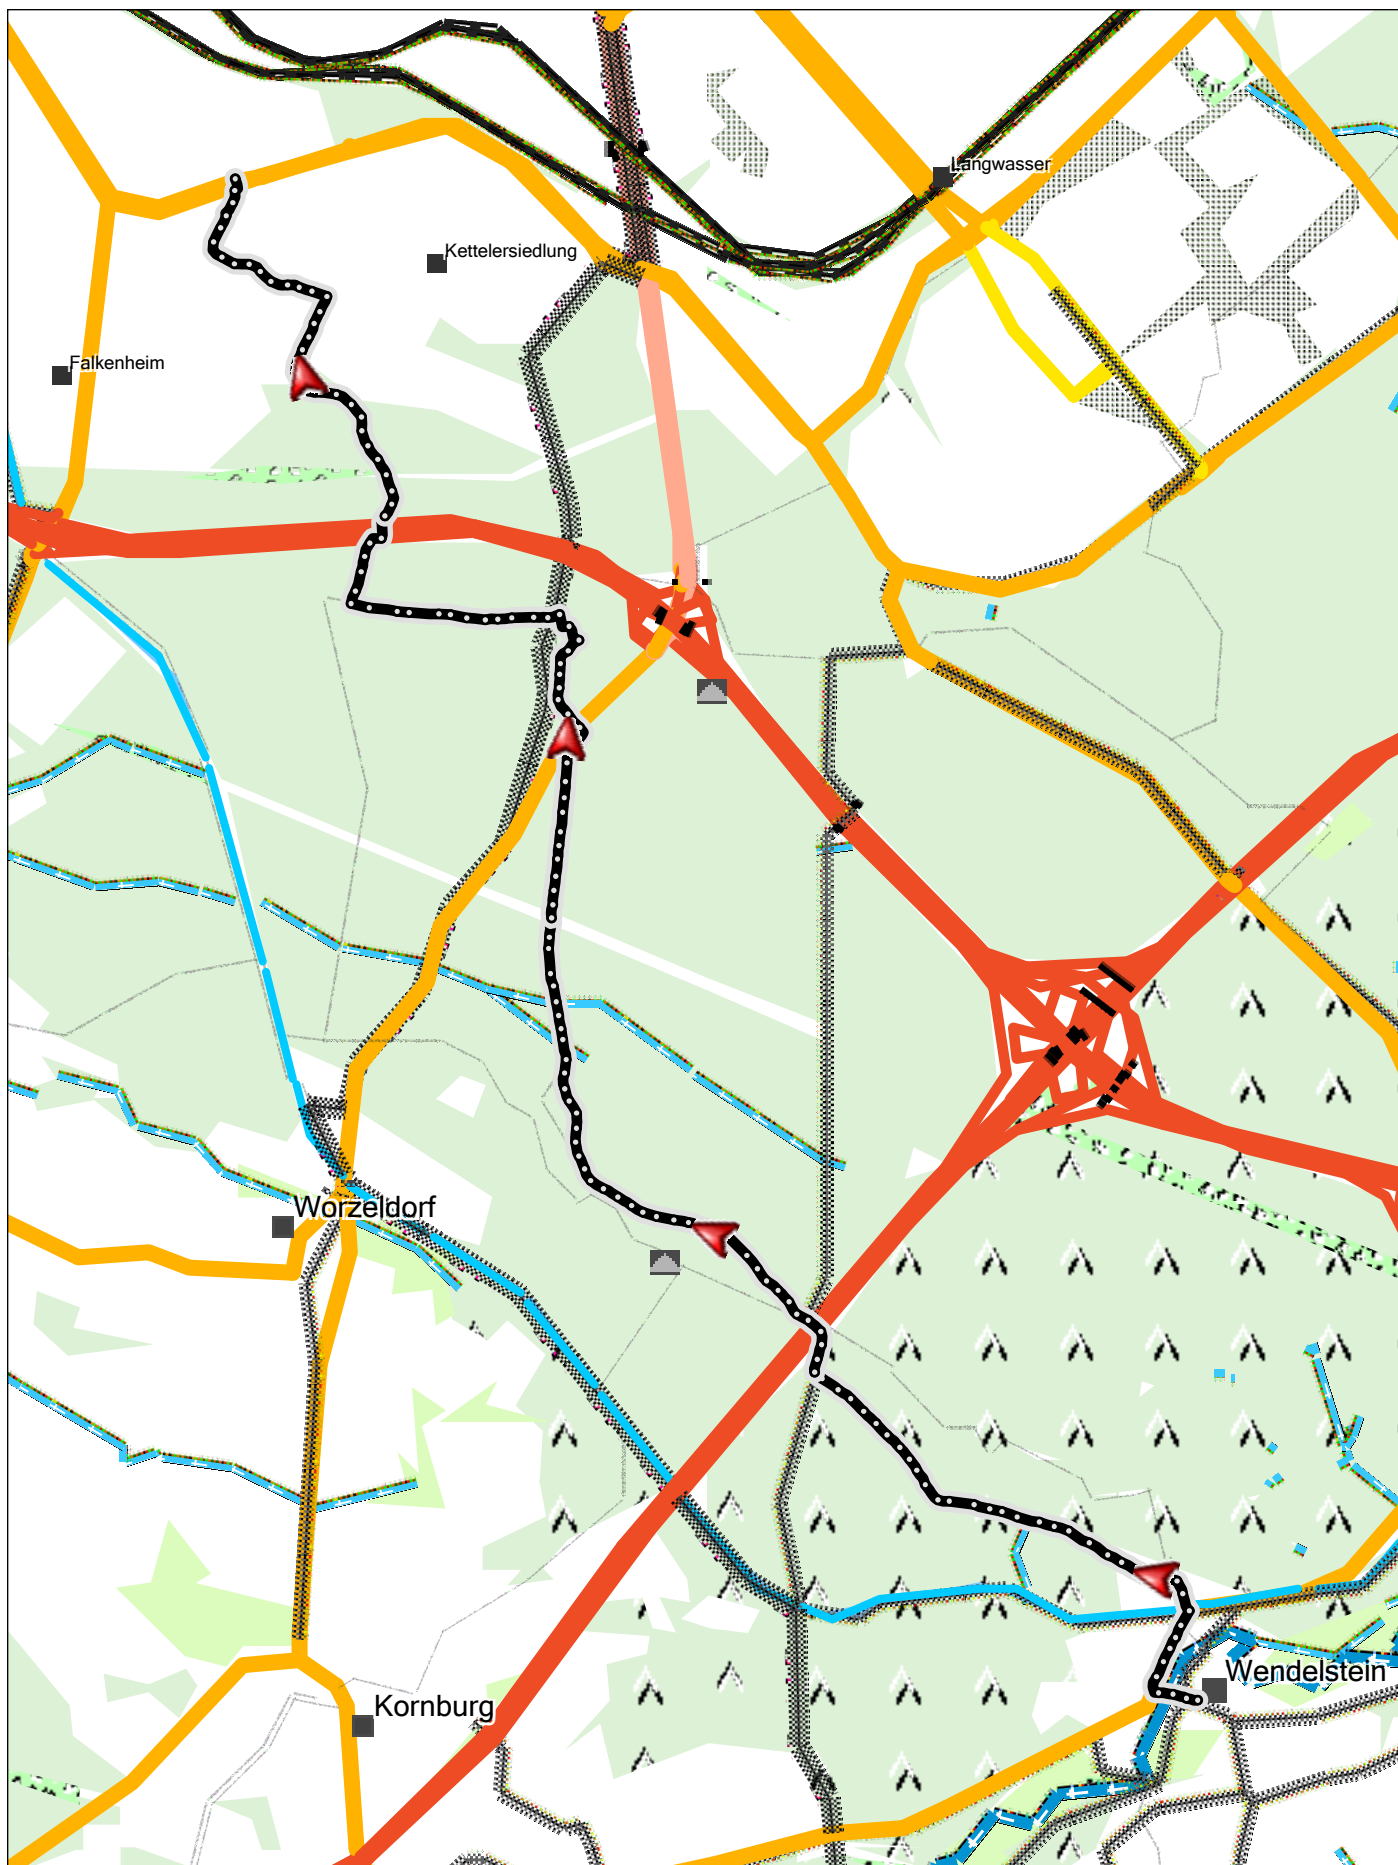 Langwasser
Kettelersiedlung
Falkenheim
Worzeldorf
Wendelstein
Kornburg